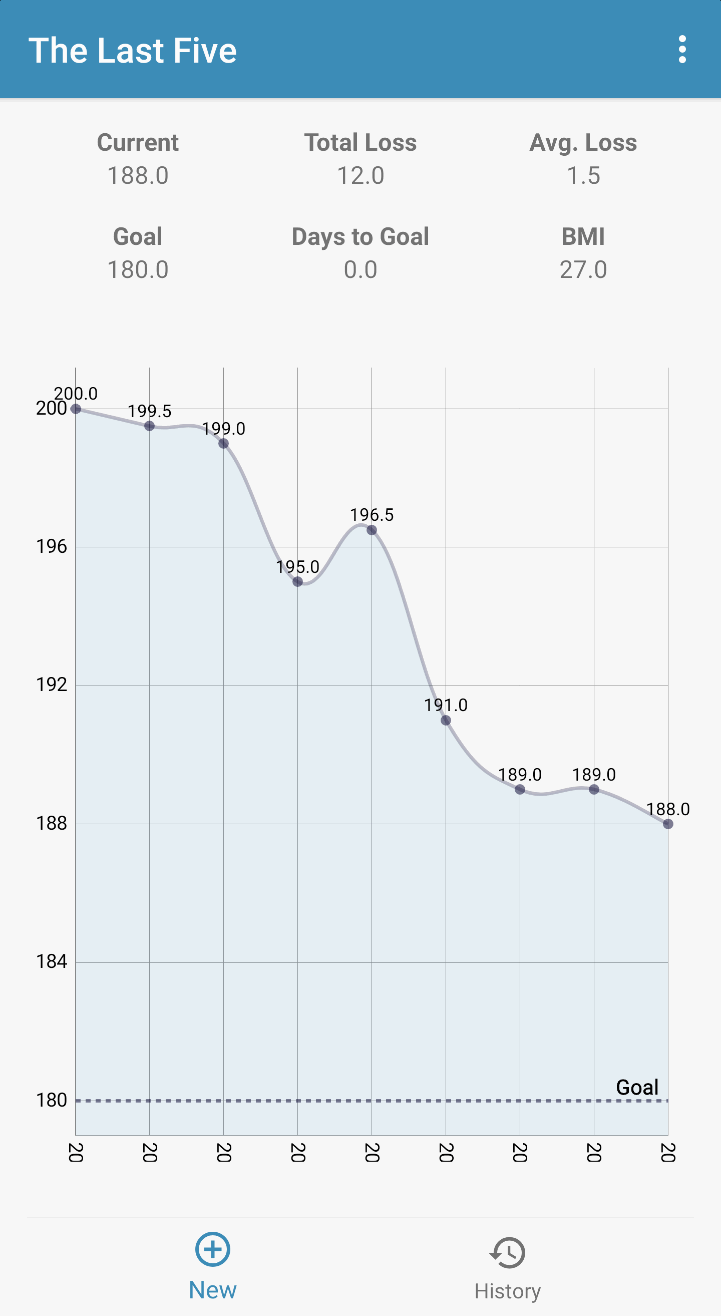 The Last Five
Current Total Loss Avg. Loss
188.0 12.0 1.5
Goal Days to Goal BMI
180.0 0.0 27.0
200.0
200
199.5
199.0
196.5
196
195.0
192
191.0
189.0 189.0
188.0
188
184
Goal
180
20 20 20 20 20 20 20 20 20
New History